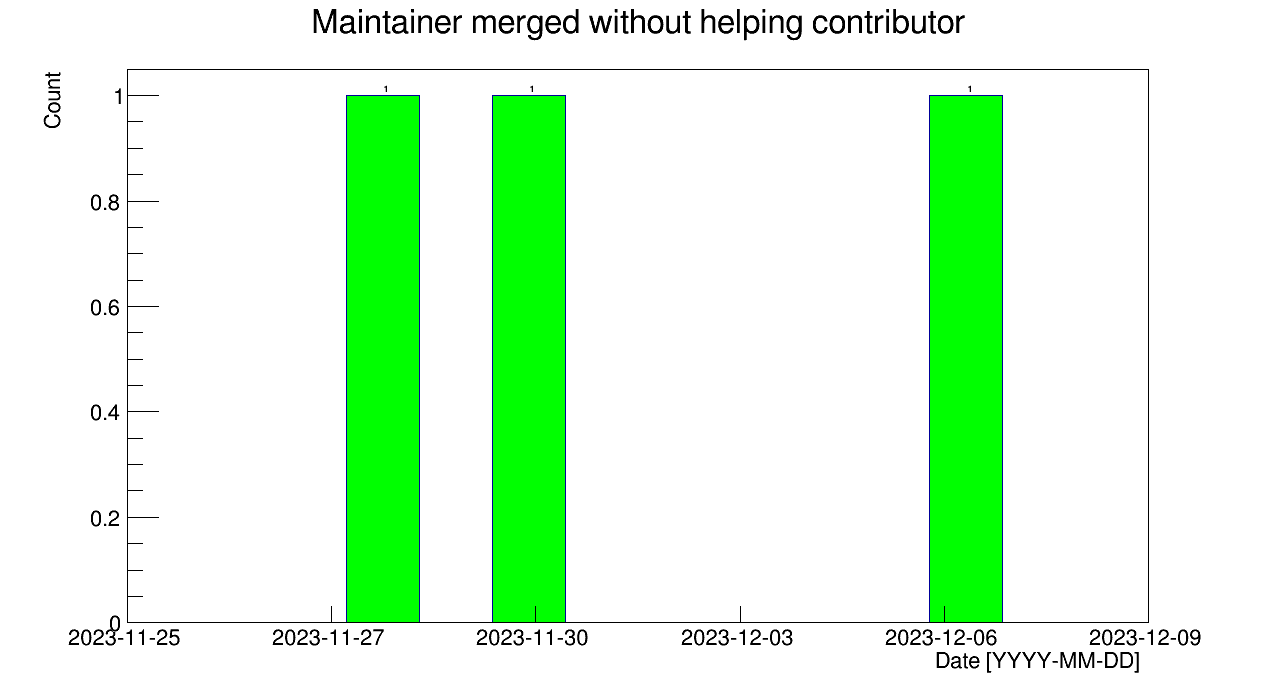 Maintainer merged without helping contributor
Count
1
1
1
1
0.8
0.6
0.4
0.2
0
2023-11-25 2023-11-27 2023-11-30 2023-12-03 2023-12-06 2023-12-09
Date [YYYY-MM-DD]